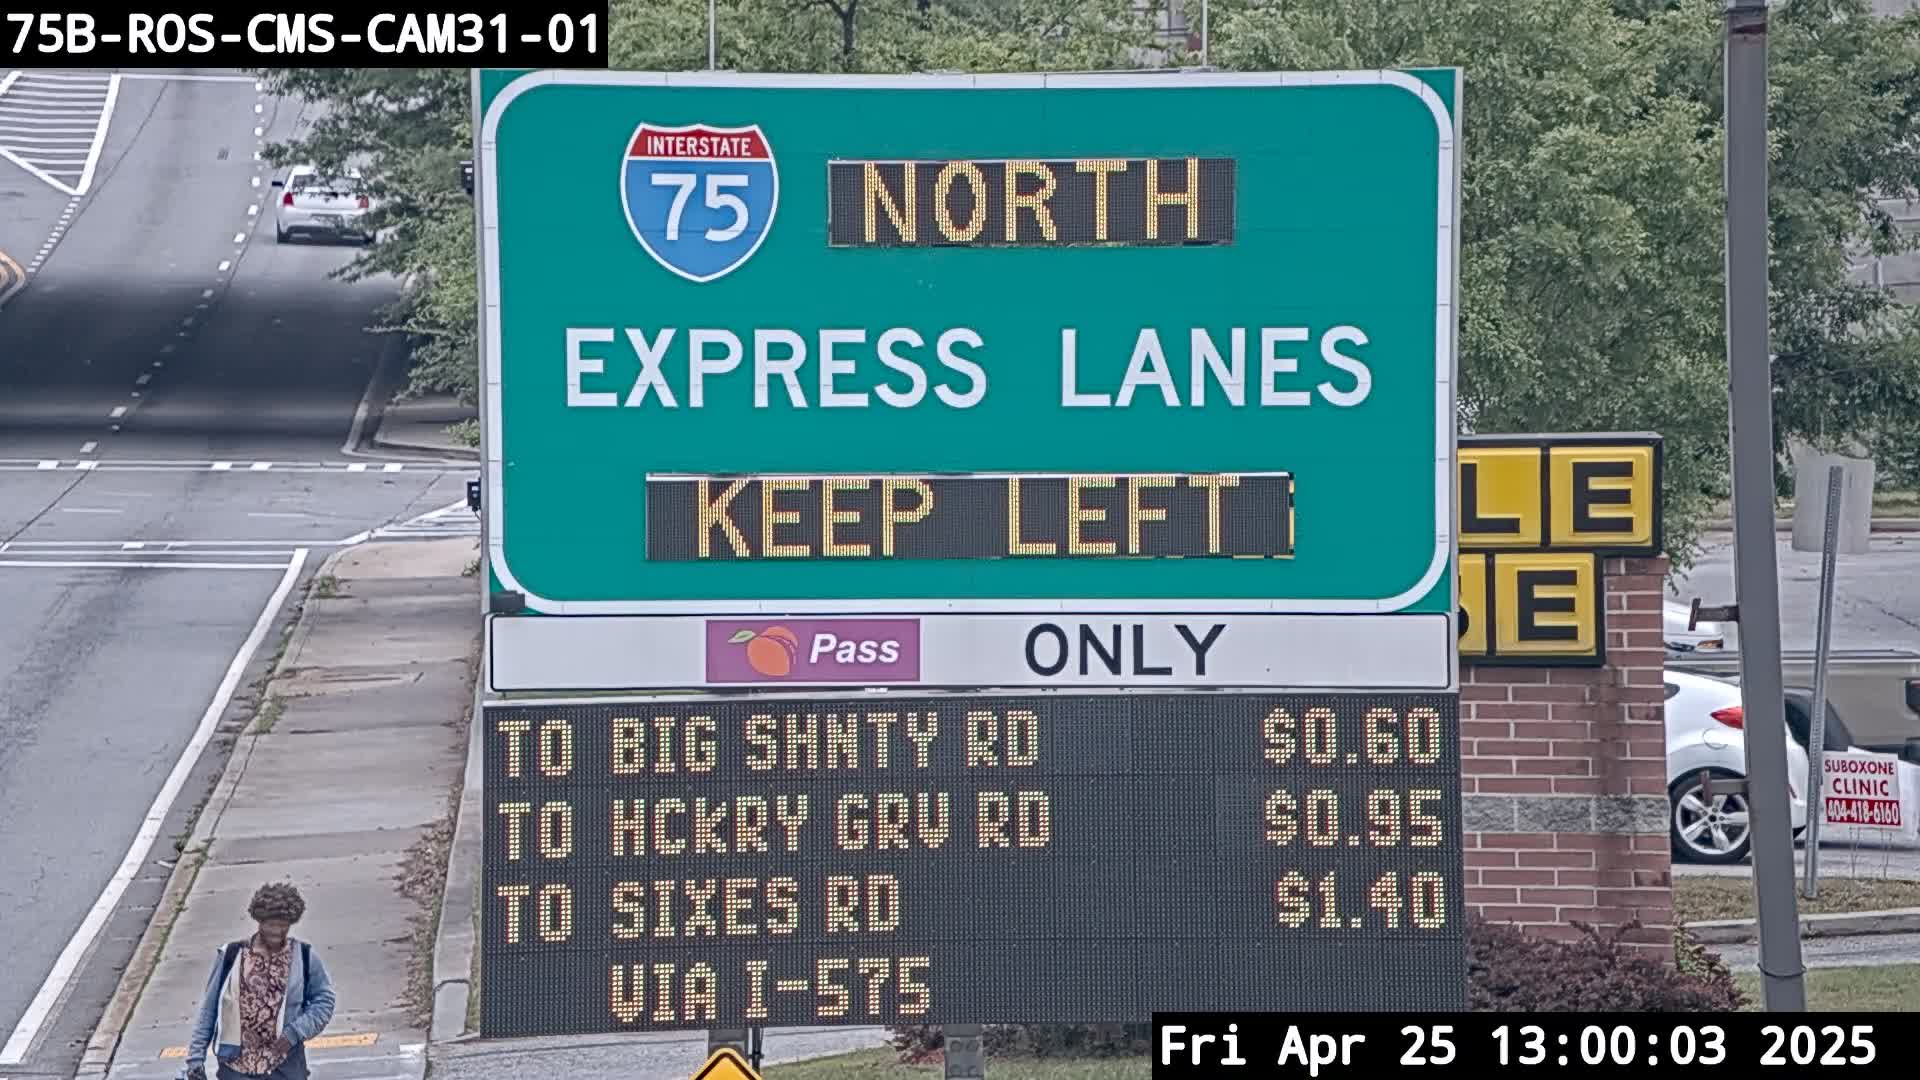 75B-ROS-CMS-CAM31-01
INTERSTATE
75
NORTH
EXPRESS LANES
KEEP LEFT
Pass ONLY
TO BIG SHNTY RD $0.60
TO HCKRY GRV RD $0.95
TO SIXES RD $1.40
VIA I-575
LE
E
SUBOXONE
CLINIC
404-418-6160
Fri Apr 25 13:00:03 2025